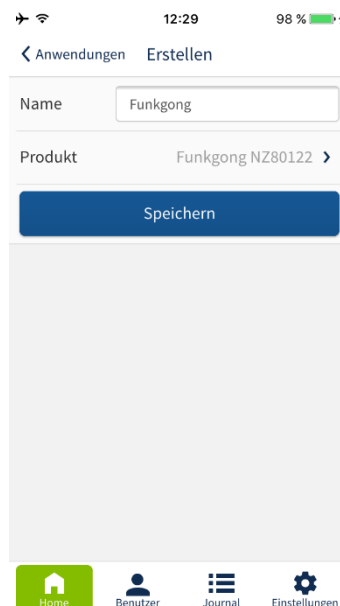 12:29
98 %
Anwendungen Erstellen
Name Funkgong
Produkt Funkgong NZ80122
Speichern
Home Benutzer Journal Einstellungen